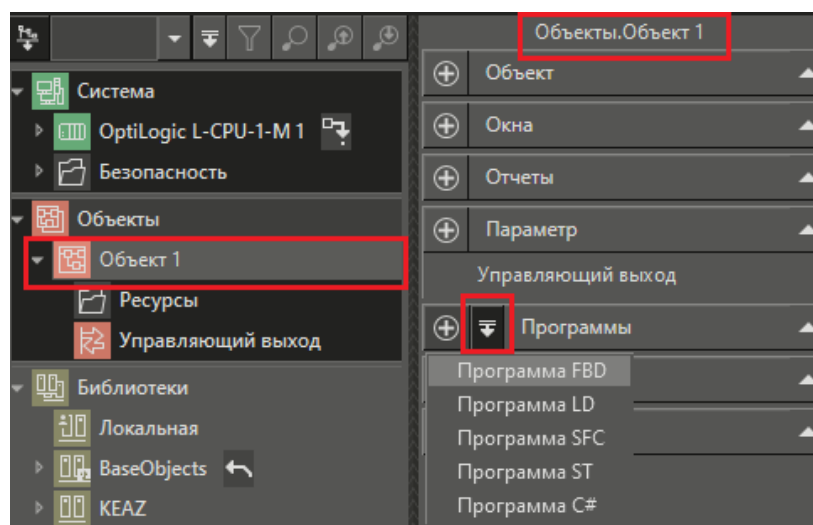 Система
OptiLogic L-CPU-1-M 1
Безопасность
Объекты
Объект 1
Ресурсы
Управляющий выход
Библиотеки
Локальная
BaseObjects
KEAZ
Объекты.Объект 1
Объект
Окна
Отчеты
Параметр
Управляющий выход
Программы
Программа FBD
Программа LD
Программа SFC
Программа ST
Программа C#